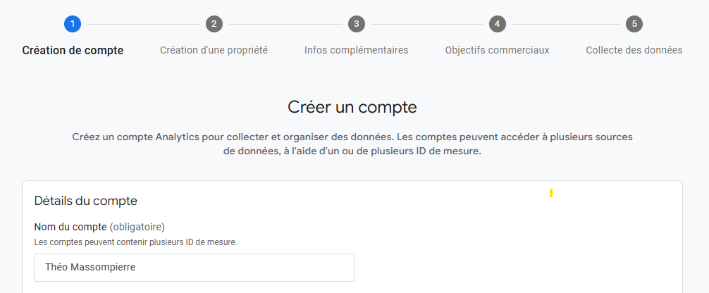 1 2 3 4 5
Création de compte Création d'une propriété Infos complémentaires Objectifs commerciaux Collecte des données
Créer un compte
Créez un compte Analytics pour collecter et organiser des données. Les comptes peuvent accéder à plusieurs sources
de données, à l'aide d'un ou de plusieurs ID de mesure.
Détails du compte
Nom du compte (obligatoire)
Les comptes peuvent contenir plusieurs ID de mesure.
Théo Massompierre